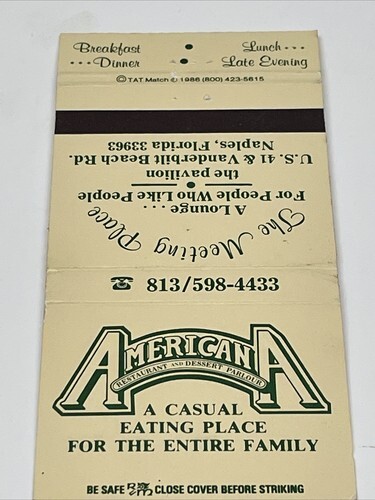 Breakfast • Lunch • • •
• • • Dinner • Late Evening
© TAT Match © 1986 (800) 423-5615
The Meeting Place
A Lounge . . . .
For People Who Like People
•
the pavilion
U.S. 41 & Vanderbilt Beach Rd.
Naples, Florida 33963
☎ 813/598-4433
AMERICANA
RESTAURANT AND DESSERT PARLOUR
A CASUAL
EATING PLACE
FOR THE ENTIRE FAMILY
BE SAFE CLOSE COVER BEFORE STRIKING